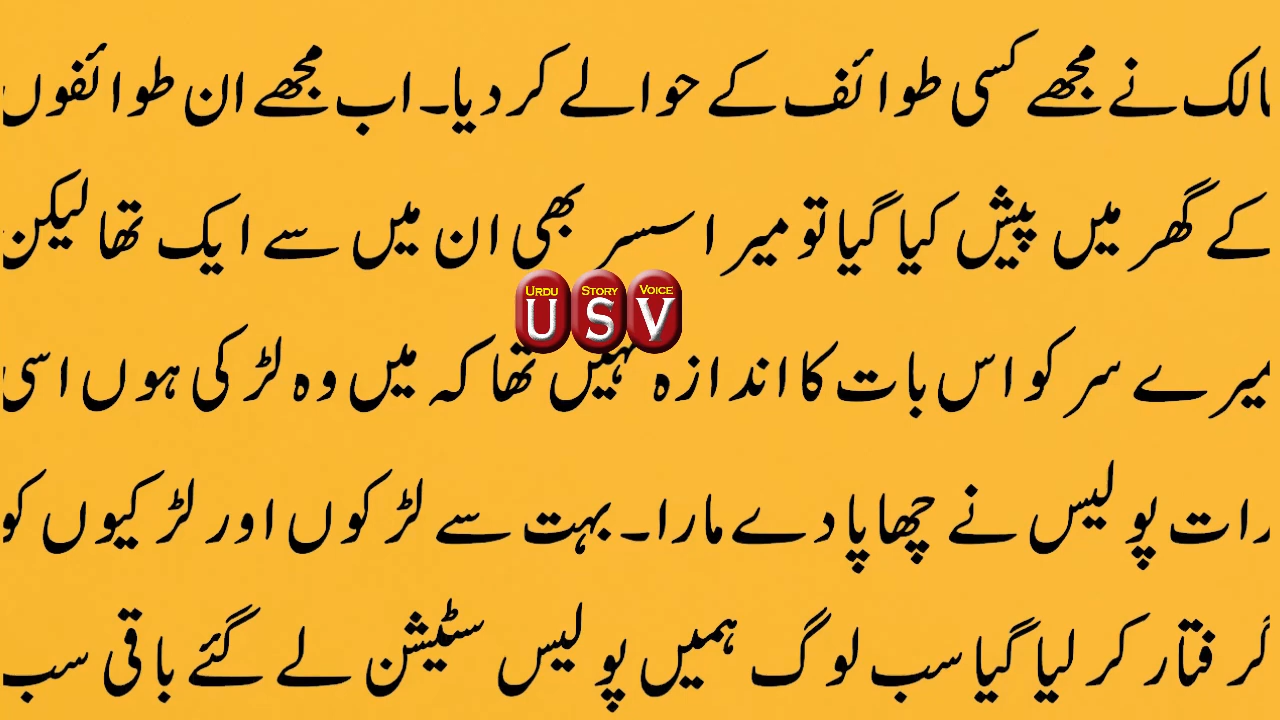 مالک نے مجھے کسی طوائف کے حوالے کر دیا۔ اب مجھے ان طوائفوں
کے گھر میں پیش کیا گیا تو میرا سسر بھی ان میں سے ایک تھا لیکن
URDU STORY VOICE
U S V
میرے سر کو اس بات کا اندازہ نہیں تھا کہ میں وہ لڑکی ہوں اسی
رات پولیس نے چھاپا دے مارا۔ بہت سے لڑکوں اور لڑکیوں کو
گرفتار کر لیا گیا سب لوگ ہمیں پولیس سٹیشن لے گئے باقی سب